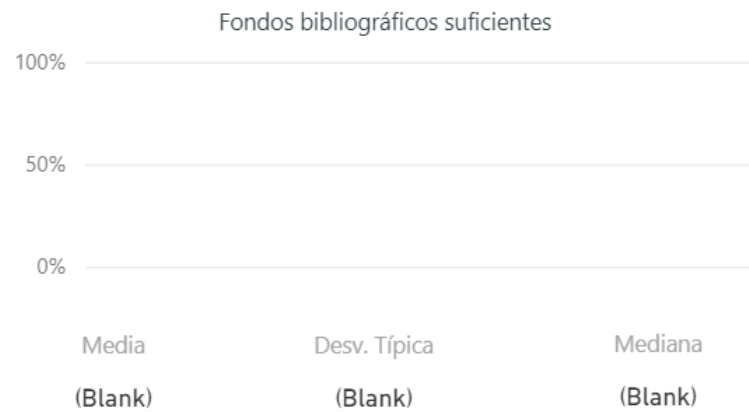 Fondos bibliográficos suficientes
100%
50%
0%
Media Desv. Típica Mediana
(Blank) (Blank) (Blank)